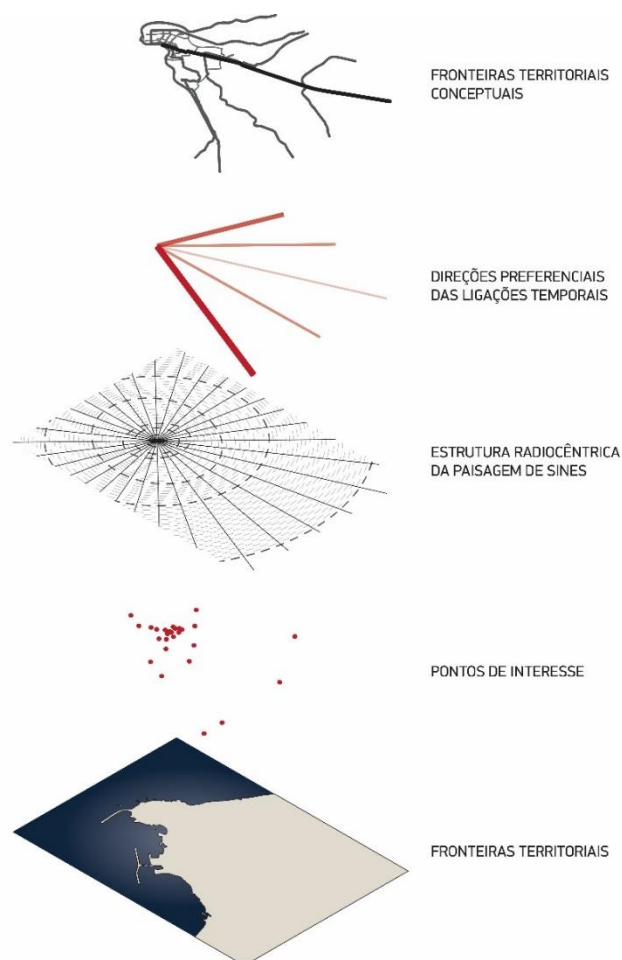 FRONTEIRAS TERRITORIAIS
CONCEPTUAIS
DIREÇÕES PREFERENCIAIS
DAS LIGAÇÕES TEMPORAIS
ESTRUTURA RADIOCÊNTRICA
DA PAISAGEM DE SINES
PONTOS DE INTERESSE
FRONTEIRAS TERRITORIAIS